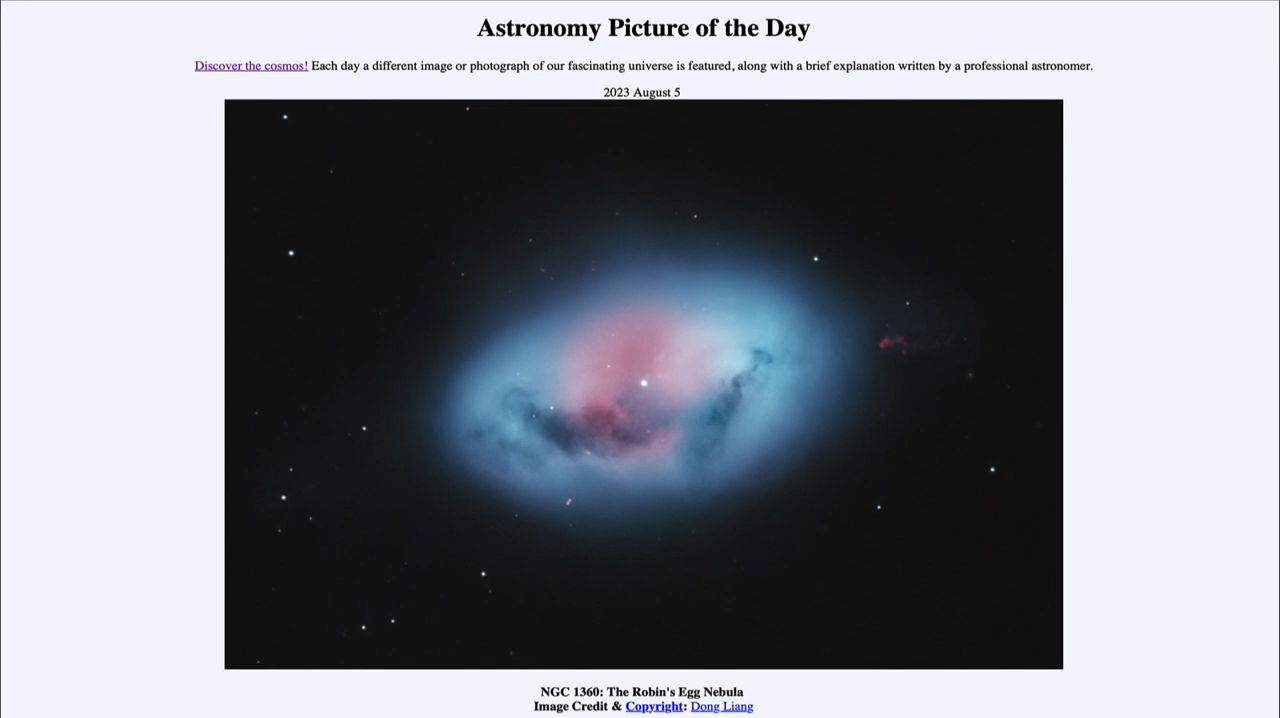 Astronomy Picture of the Day
Discover the cosmos! Each day a different image or photograph of our fascinating universe is featured, along with a brief explanation written by a professional astronomer.
2023 August 5
NGC 1360: The Robin's Egg Nebula
Image Credit & Copyright: Dong Liang